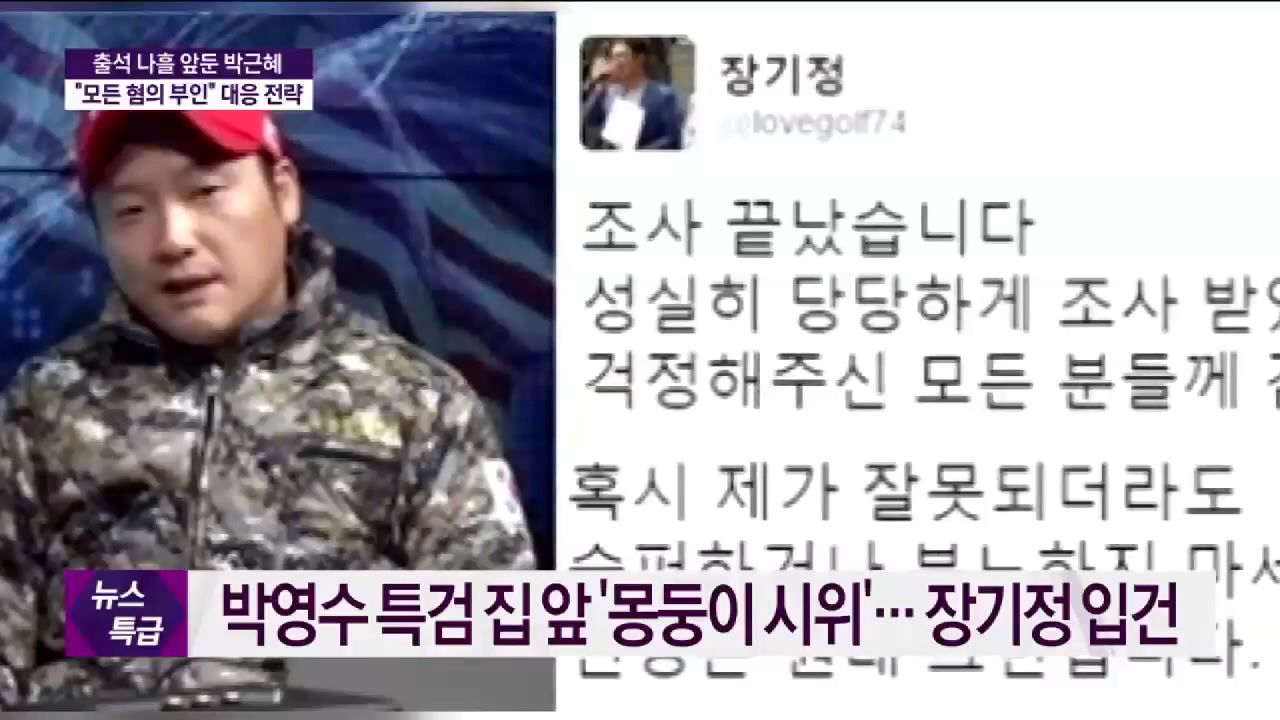 출석 나흘 앞둔 박근혜
"모든 혐의 부인" 대응 전략
장기정
@lovegolf74
조사 끝났습니다
성실히 당당하게 조사
걱정해주신 모든 분들께
혹시 제가 잘못되더라도
뉴스
특급
박영수 특검 집 앞 '몽둥이 시위'… 장기정 입건